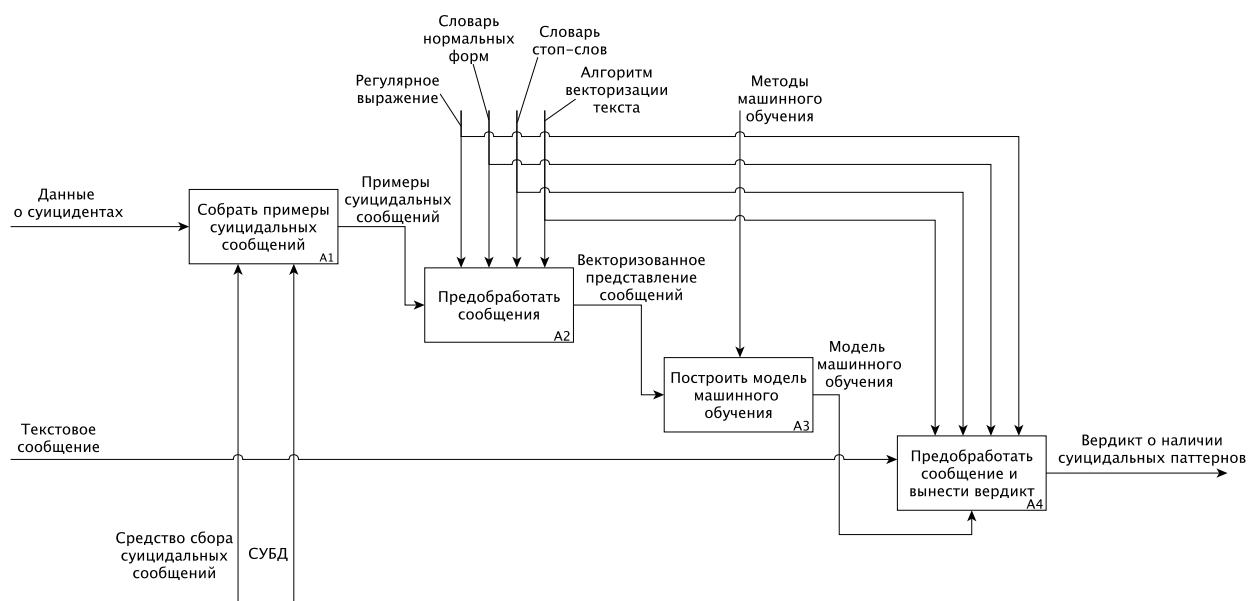 Словарь
нормальных
форм
Словарь
стоп-слов
Регулярное
выражение
Алгоритм
векторизации
текста
Методы
машинного
обучения
Данные
о суицидентах
Собрать примеры
суицидальных
сообщений
A1
Примеры
суицидальных
сообщений
Предобработать
сообщения
A2
Векторизованное
представление
сообщений
Построить модель
машинного
обучения
A3
Модель
машинного
обучения
Текстовое
сообщение
Предобработать
сообщение и
вынести вердикт
A4
Вердикт о наличии
суицидальных паттернов
Средство сбора
суицидальных
сообщений
СУБД